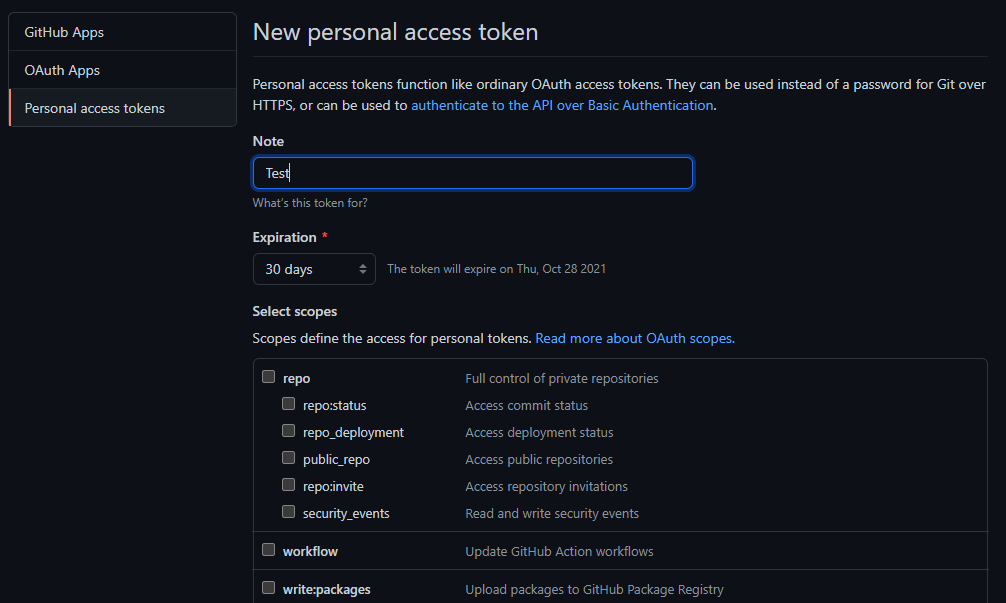 GitHub Apps
OAuth Apps
Personal access tokens
New personal access token
Personal access tokens function like ordinary OAuth access tokens. They can be used instead of a password for Git over
HTTPS, or can be used to authenticate to the API over Basic Authentication.
Note
Test
What's this token for?
Expiration *
30 days The token will expire on Thu, Oct 28 2021
Select scopes
Scopes define the access for personal tokens. Read more about OAuth scopes.
repo Full control of private repositories
repo:status Access commit status
repo_deployment Access deployment status
public_repo Access public repositories
repo:invite Access repository invitations
security_events Read and write security events
workflow Update GitHub Action workflows
write:packages Upload packages to GitHub Package Registry